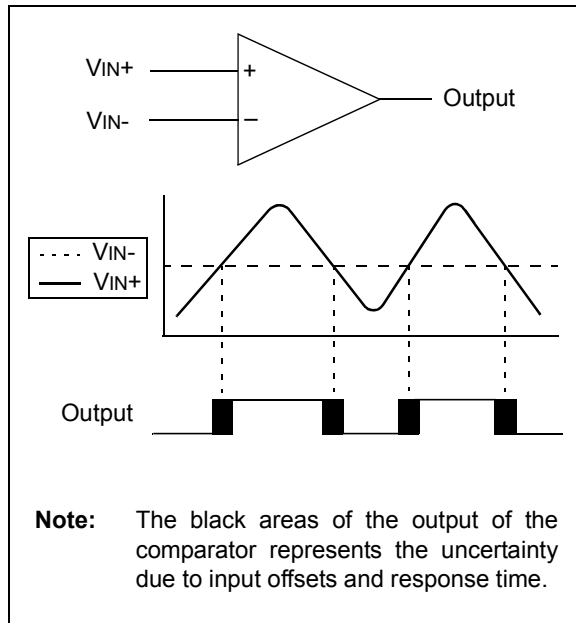 VIN+
+
Output
VIN-
–
VIN-
VIN+
Output
Note: The black areas of the output of the
comparator represents the uncertainty
due to input offsets and response time.